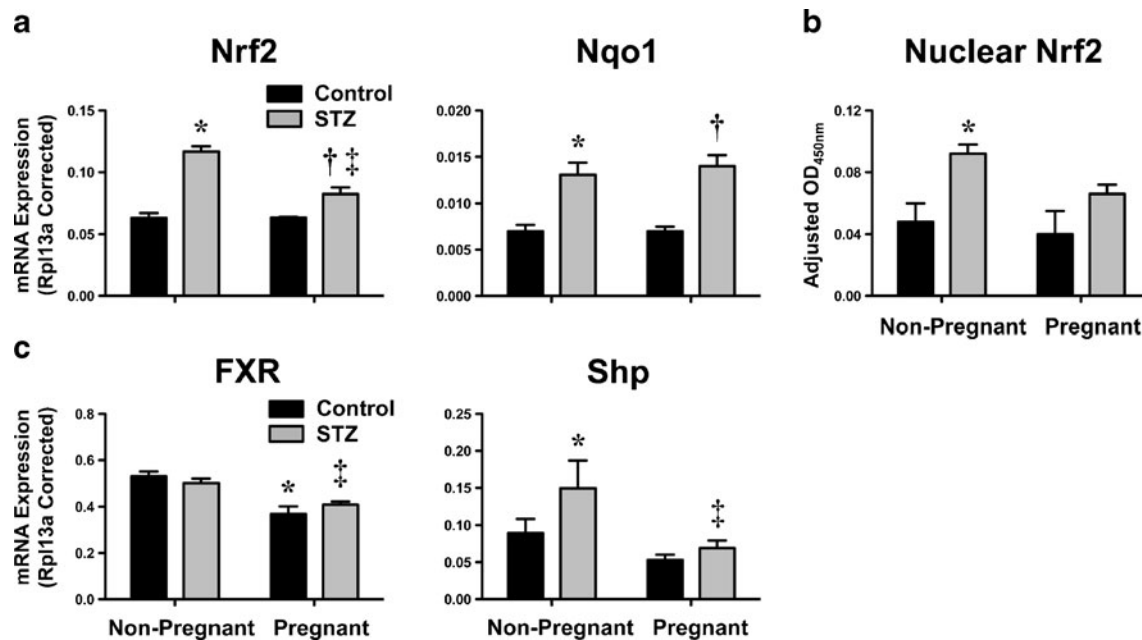 a
Nrf2
Nqo1
b
Nuclear Nrf2
mRNA Expression
(Rpl13a Corrected)
0.15
0.10
0.05
0.00
Control
STZ
*
† ‡
0.020
0.015
0.010
0.005
0.000
*
†
Adjusted OD450nm
0.12
0.08
0.04
0.00
*
Non-Pregnant Pregnant
c
FXR
Shp
mRNA Expression
(Rpl13a Corrected)
0.8
0.6
0.4
0.2
0.0
Control
STZ
*
‡
Non-Pregnant Pregnant
0.25
0.20
0.15
0.10
0.05
0.00
*
‡
Non-Pregnant Pregnant